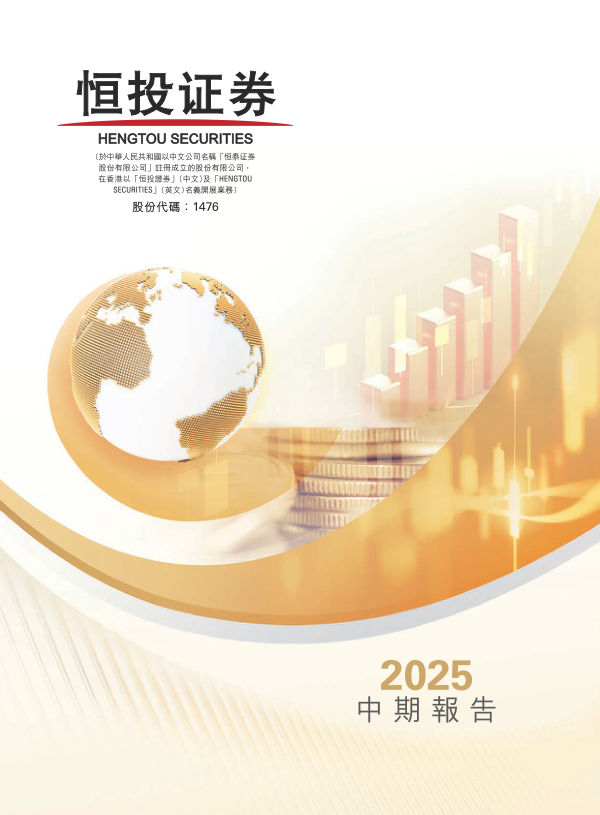 恒投证券
HENGTOU SECURITIES
（於中華人民共和國以中文公司名稱「恒泰证券
股份有限公司」註冊成立的股份有限公司，
在香港以「恒投證券」（中文）及「HENGTOU
SECURITIES」（英文）名義開展業務）
股份代碼：1476
2025
中期報告